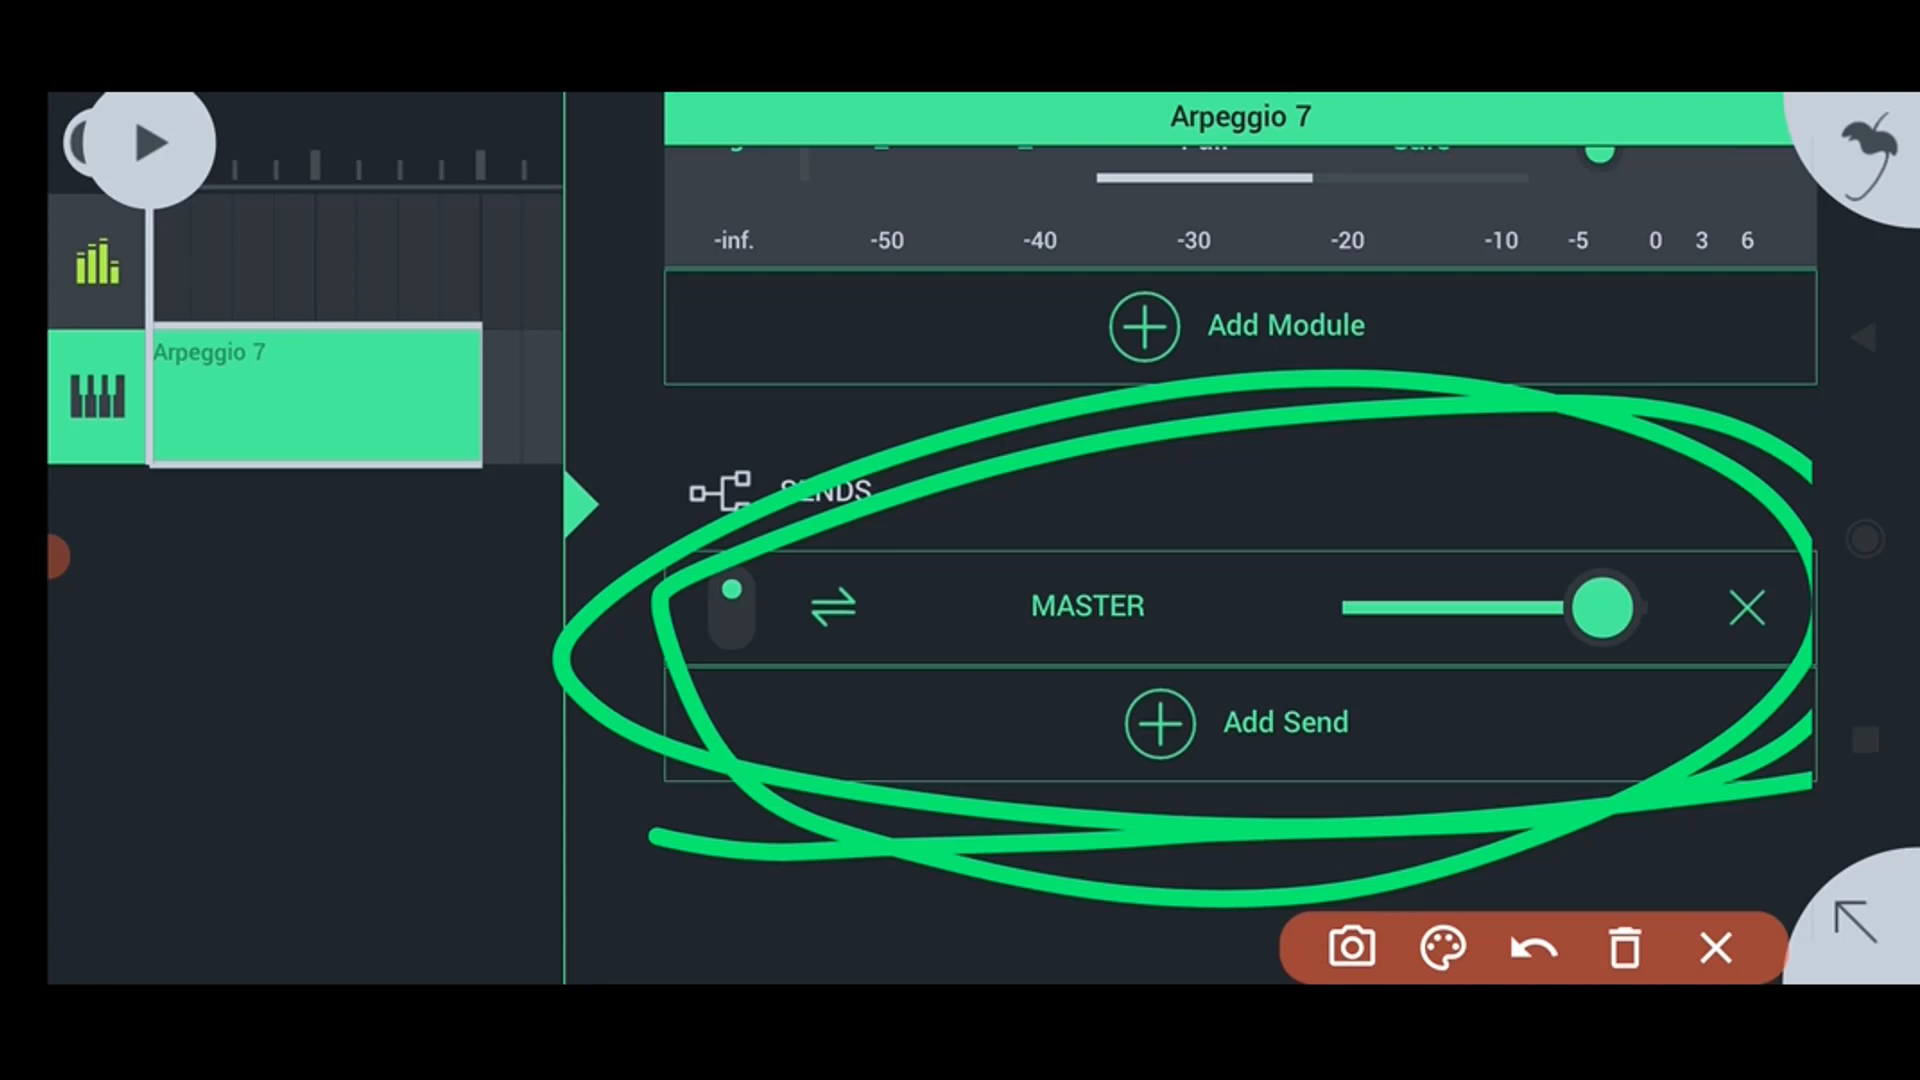 Arpeggio 7
-inf. -50 -40 -30 -20 -10 -5 0 3 6
Add Module
Arpeggio 7
SENDS
MASTER
Add Send